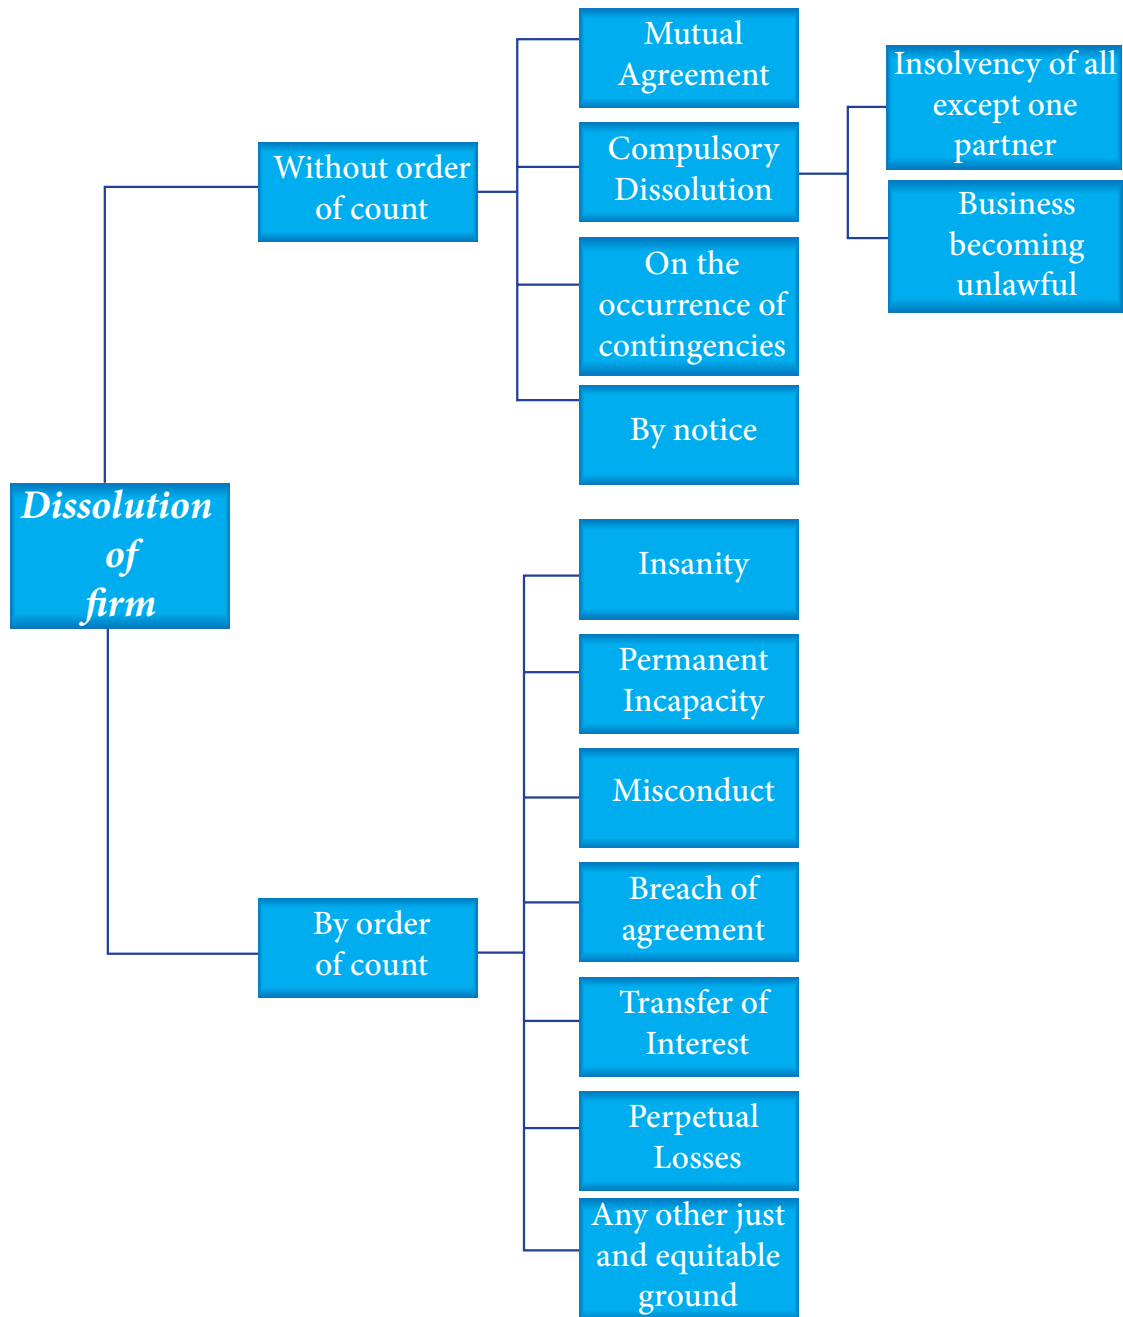 Dissolution
of
firm
Without order
of count
Mutual
Agreement
Compulsory
Dissolution
Insolvency of all
except one
partner
Business
becoming
unlawful
On the
occurrence of
contingencies
By notice
By order
of count
Insanity
Permanent
Incapacity
Misconduct
Breach of
agreement
Transfer of
Interest
Perpetual
Losses
Any other just
and equitable
ground